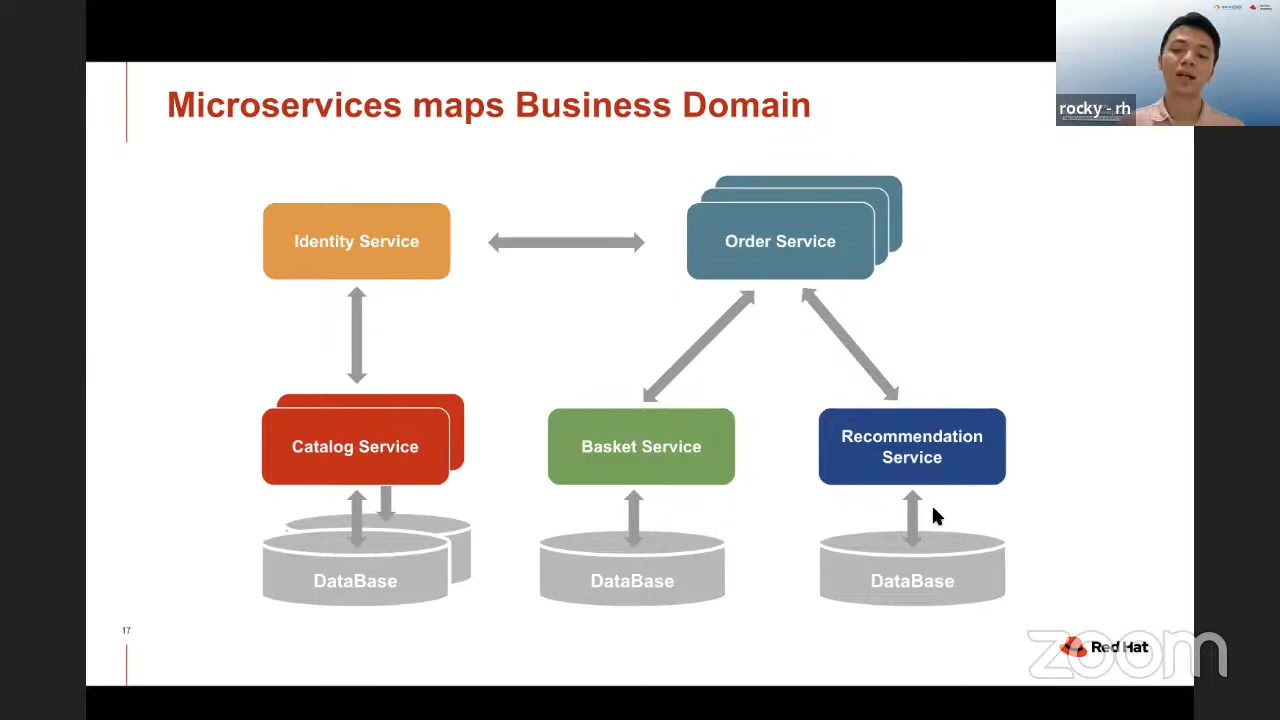 Microservices maps Business Domain
rocky - rh
Identity Service
Order Service
Catalog Service
Basket Service
Recommendation
Service
DataBase
DataBase
DataBase
17
Red Hat
zoom